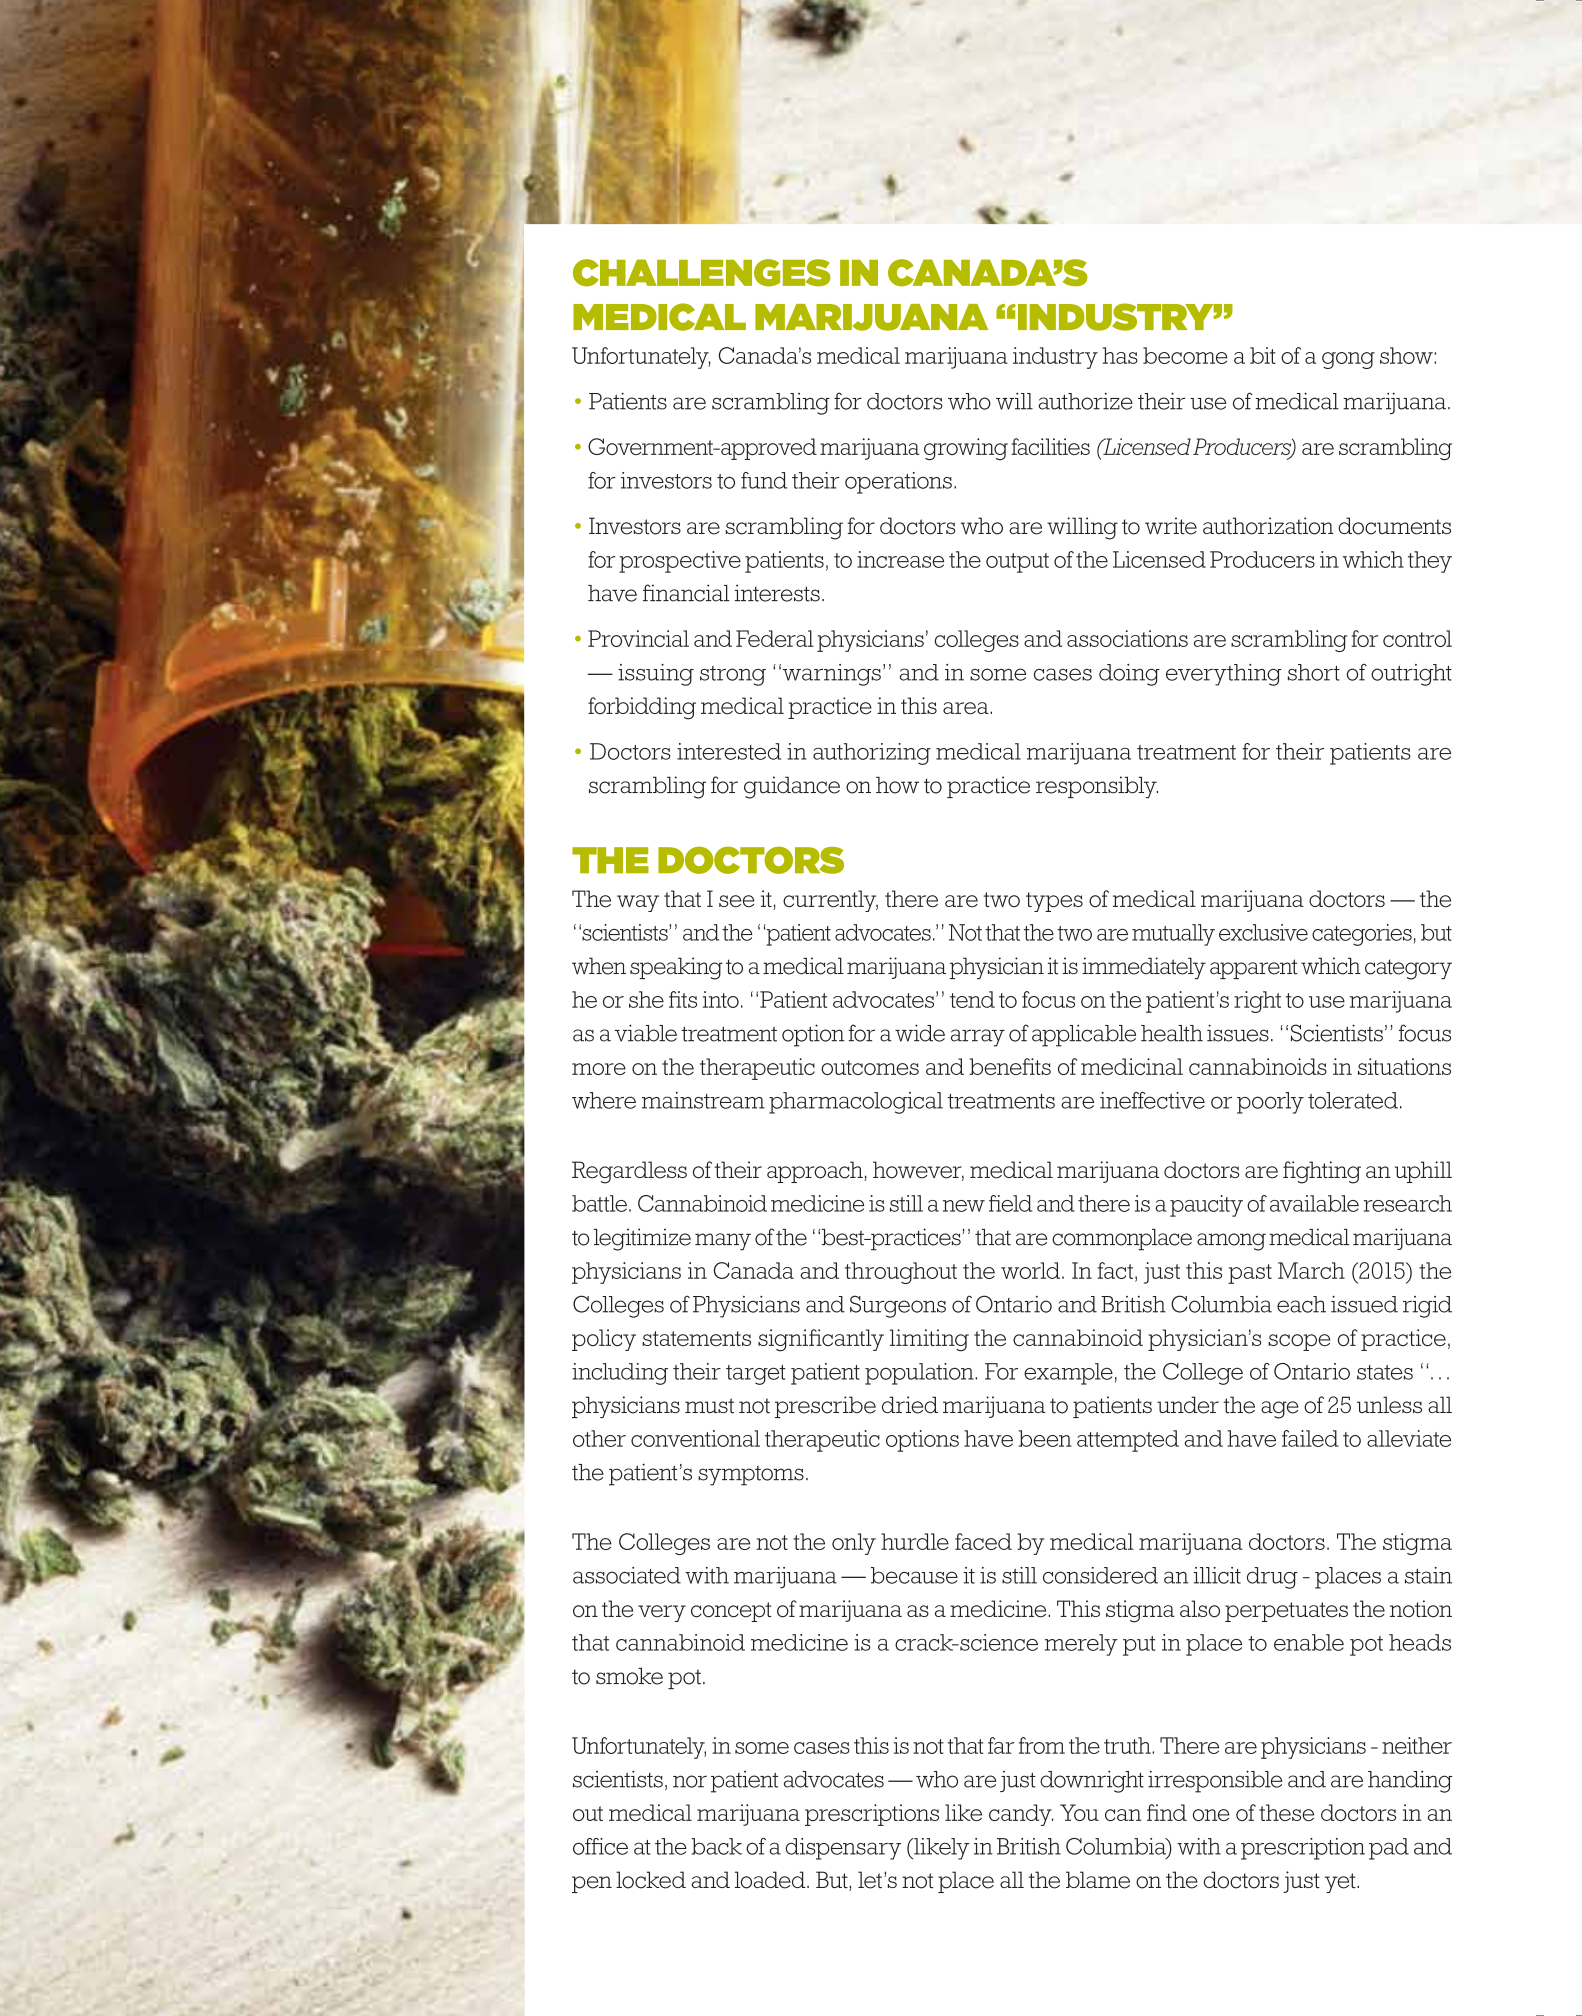 CHALLENGES IN CANADA’S
MEDICAL MARIJUANA “INDUSTRY”
Unfortunately, Canada’s medical marijuana industry has become a bit of a gong show:
• Patients are scrambling for doctors who will authorize their use of medical marijuana.
• Government-approved marijuana growing facilities (Licensed Producers) are scrambling
for investors to fund their operations.
• Investors are scrambling for doctors who are willing to write authorization documents
for prospective patients, to increase the output of the Licensed Producers in which they
have financial interests.
• Provincial and Federal physicians’ colleges and associations are scrambling for control
— issuing strong “warnings” and in some cases doing everything short of outright
forbidding medical practice in this area.
• Doctors interested in authorizing medical marijuana treatment for their patients are
scrambling for guidance on how to practice responsibly.
THE DOCTORS
The way that I see it, currently, there are two types of medical marijuana doctors — the
“scientists” and the “patient advocates.” Not that the two are mutually exclusive categories, but
when speaking to a medical marijuana physician it is immediately apparent which category
he or she fits into. “Patient advocates” tend to focus on the patient’s right to use marijuana
as a viable treatment option for a wide array of applicable health issues. “Scientists” focus
more on the therapeutic outcomes and benefits of medicinal cannabinoids in situations
where mainstream pharmacological treatments are ineffective or poorly tolerated.
Regardless of their approach, however, medical marijuana doctors are fighting an uphill
battle. Cannabinoid medicine is still a new field and there is a paucity of available research
to legitimize many of the “best-practices” that are commonplace among medical marijuana
physicians in Canada and throughout the world. In fact, just this past March (2015) the
Colleges of Physicians and Surgeons of Ontario and British Columbia each issued rigid
policy statements significantly limiting the cannabinoid physician’s scope of practice,
including their target patient population. For example, the College of Ontario states “…
physicians must not prescribe dried marijuana to patients under the age of 25 unless all
other conventional therapeutic options have been attempted and have failed to alleviate
the patient’s symptoms.
The Colleges are not the only hurdle faced by medical marijuana doctors. The stigma
associated with marijuana — because it is still considered an illicit drug - places a stain
on the very concept of marijuana as a medicine. This stigma also perpetuates the notion
that cannabinoid medicine is a crack-science merely put in place to enable pot heads
to smoke pot.
Unfortunately, in some cases this is not that far from the truth. There are physicians - neither
scientists, nor patient advocates — who are just downright irresponsible and are handing
out medical marijuana prescriptions like candy. You can find one of these doctors in an
office at the back of a dispensary (likely in British Columbia) with a prescription pad and
pen locked and loaded. But, let’s not place all the blame on the doctors just yet.